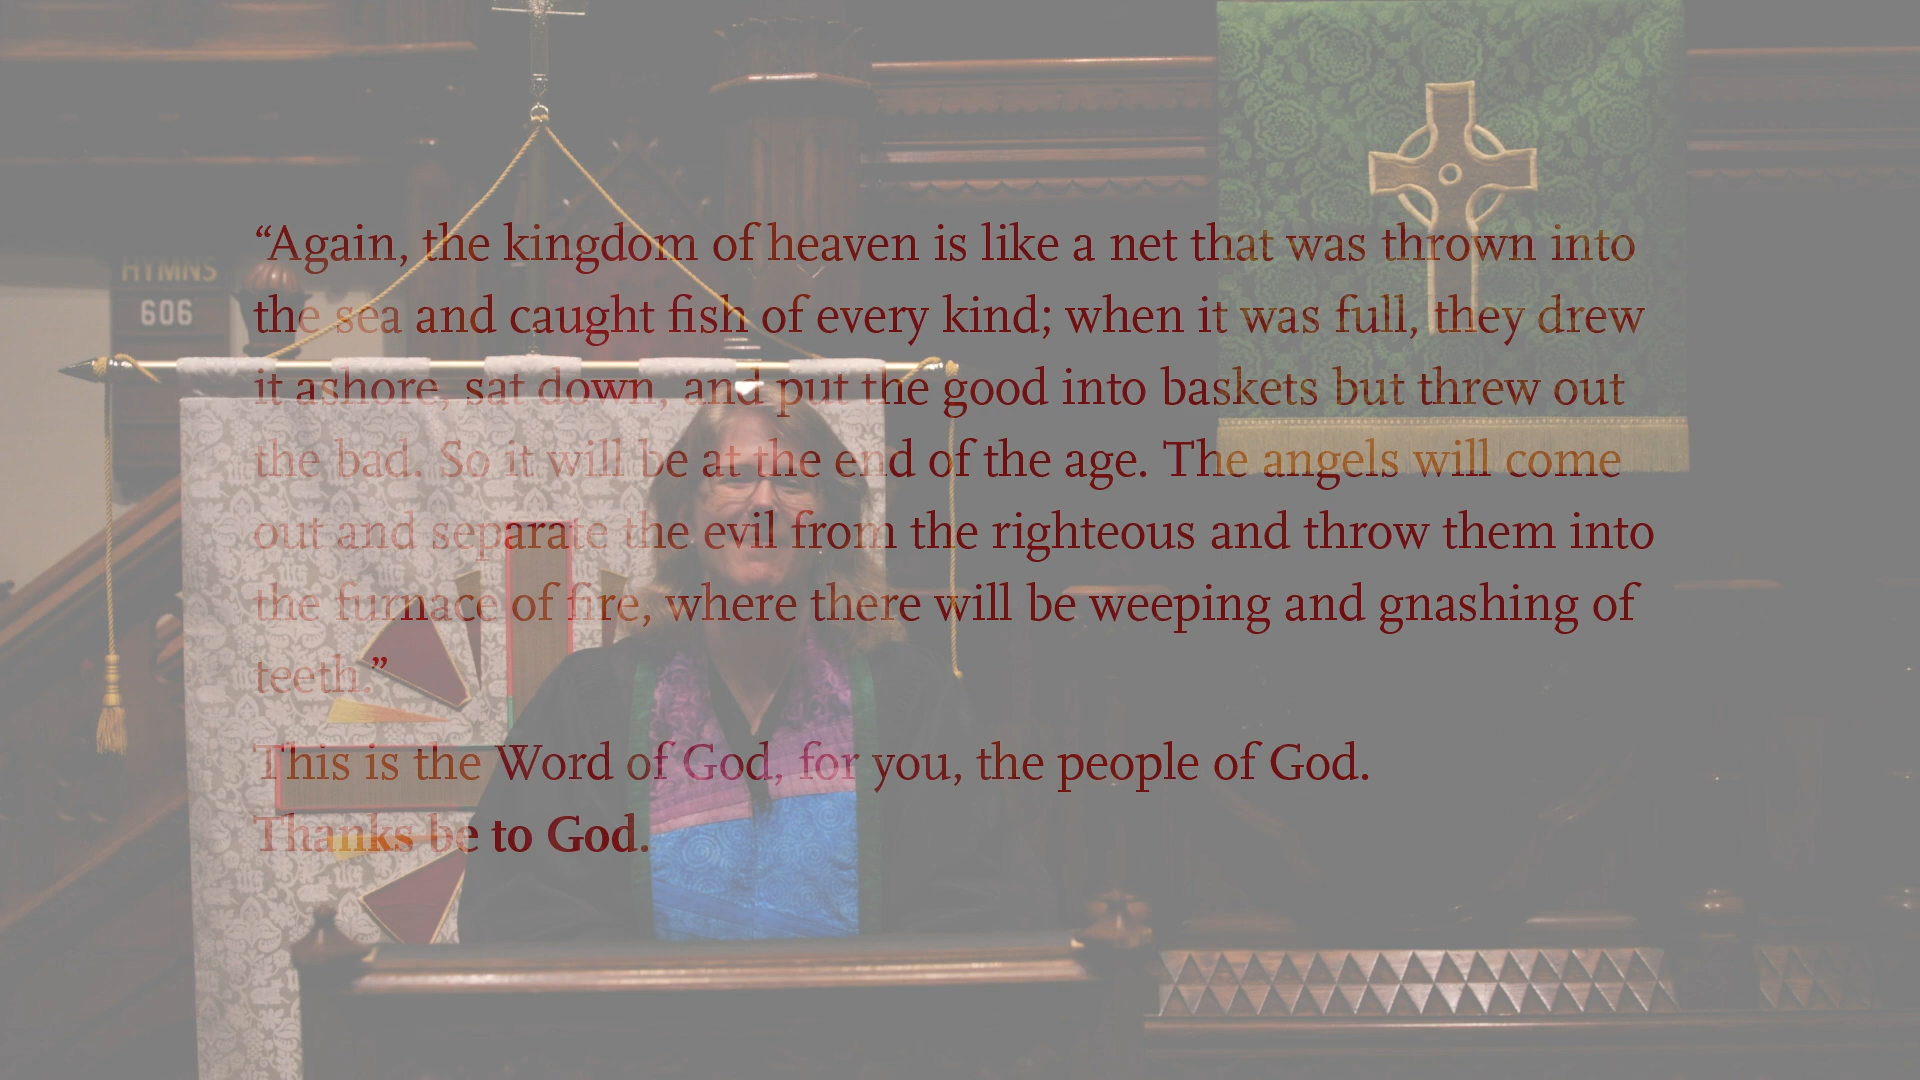 HYMNS
606
“Again, the kingdom of heaven is like a net that was thrown into
the sea and caught fish of every kind; when it was full, they drew
it ashore, sat down, and put the good into baskets but threw out
the bad. So it will be at the end of the age. The angels will come
out and separate the evil from the righteous and throw them into
the furnace of fire, where there will be weeping and gnashing of
teeth.”
This is the Word of God, for you, the people of God.
Thanks be to God.